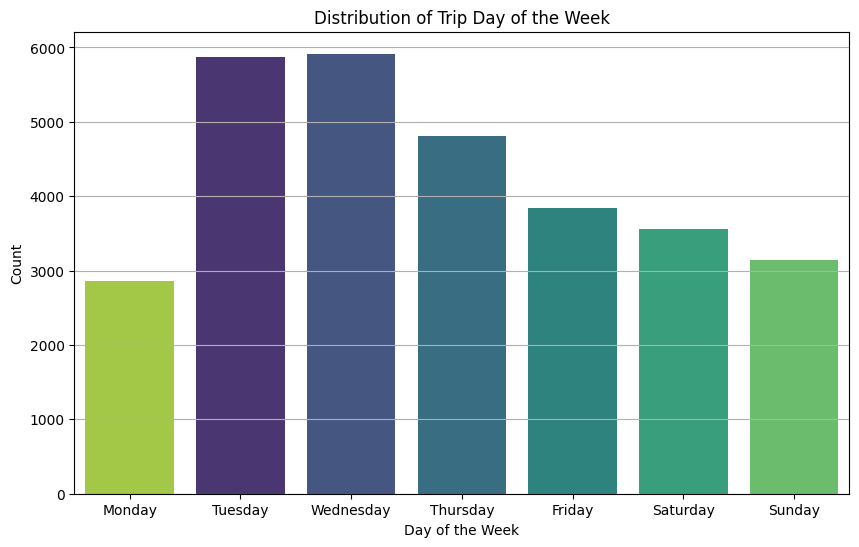 Distribution of Trip Day of the Week
6000
5000
4000
3000
2000
1000
0
Count
Monday Tuesday Wednesday Thursday Friday Saturday Sunday
Day of the Week